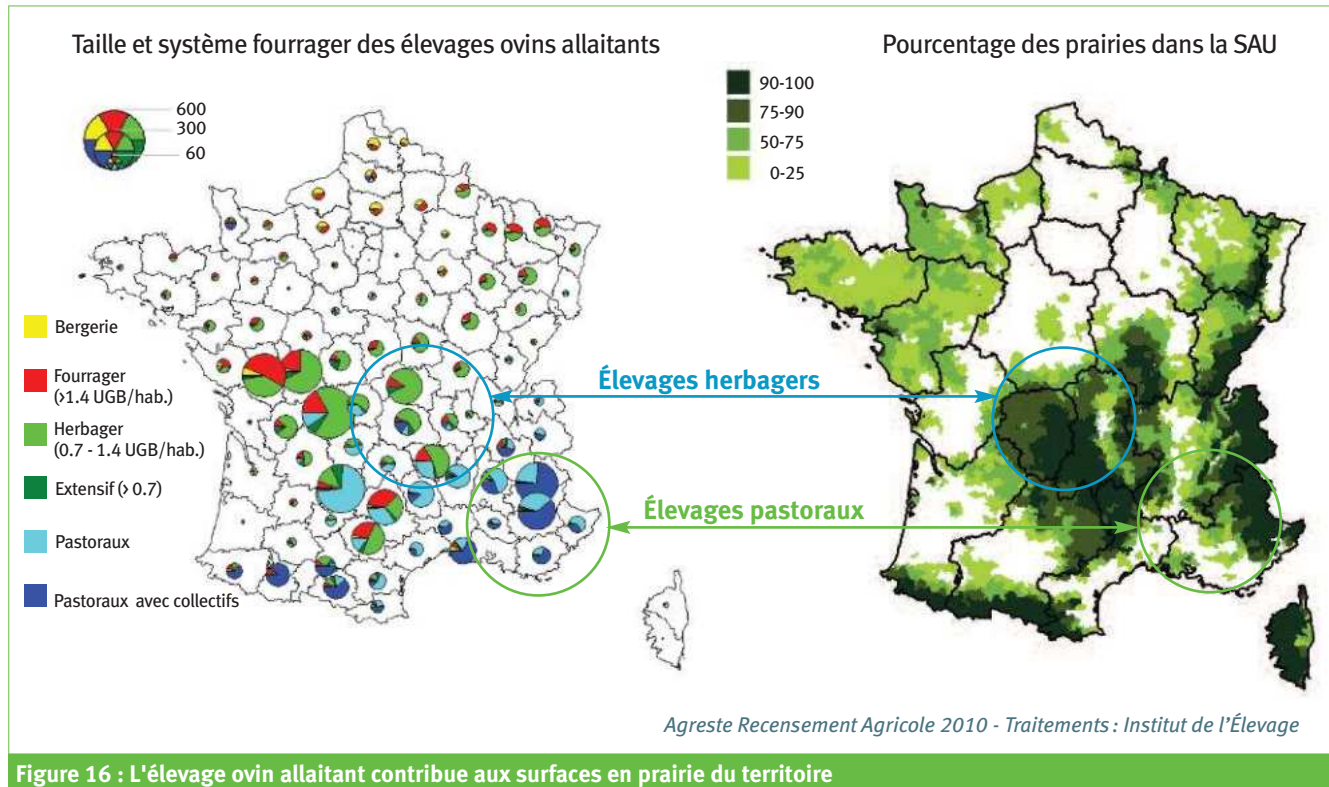 Taille et système fourrager des élevages ovins allaitants
600
300
60
Bergerie
Fourrager
(>1.4 UGB/hab.)
Herbager
(0.7 - 1.4 UGB/hab.)
Extensif (> 0.7)
Pastoraux
Pastoraux avec collectifs
Élevages herbagers
Élevages pastoraux
Pourcentage des prairies dans la SAU
90-100
75-90
50-75
0-25
Agreste Recensement Agricole 2010 - Traitements : Institut de l'Élevage
Figure 16 : L'élevage ovin allaitant contribue aux surfaces en prairie du territoire